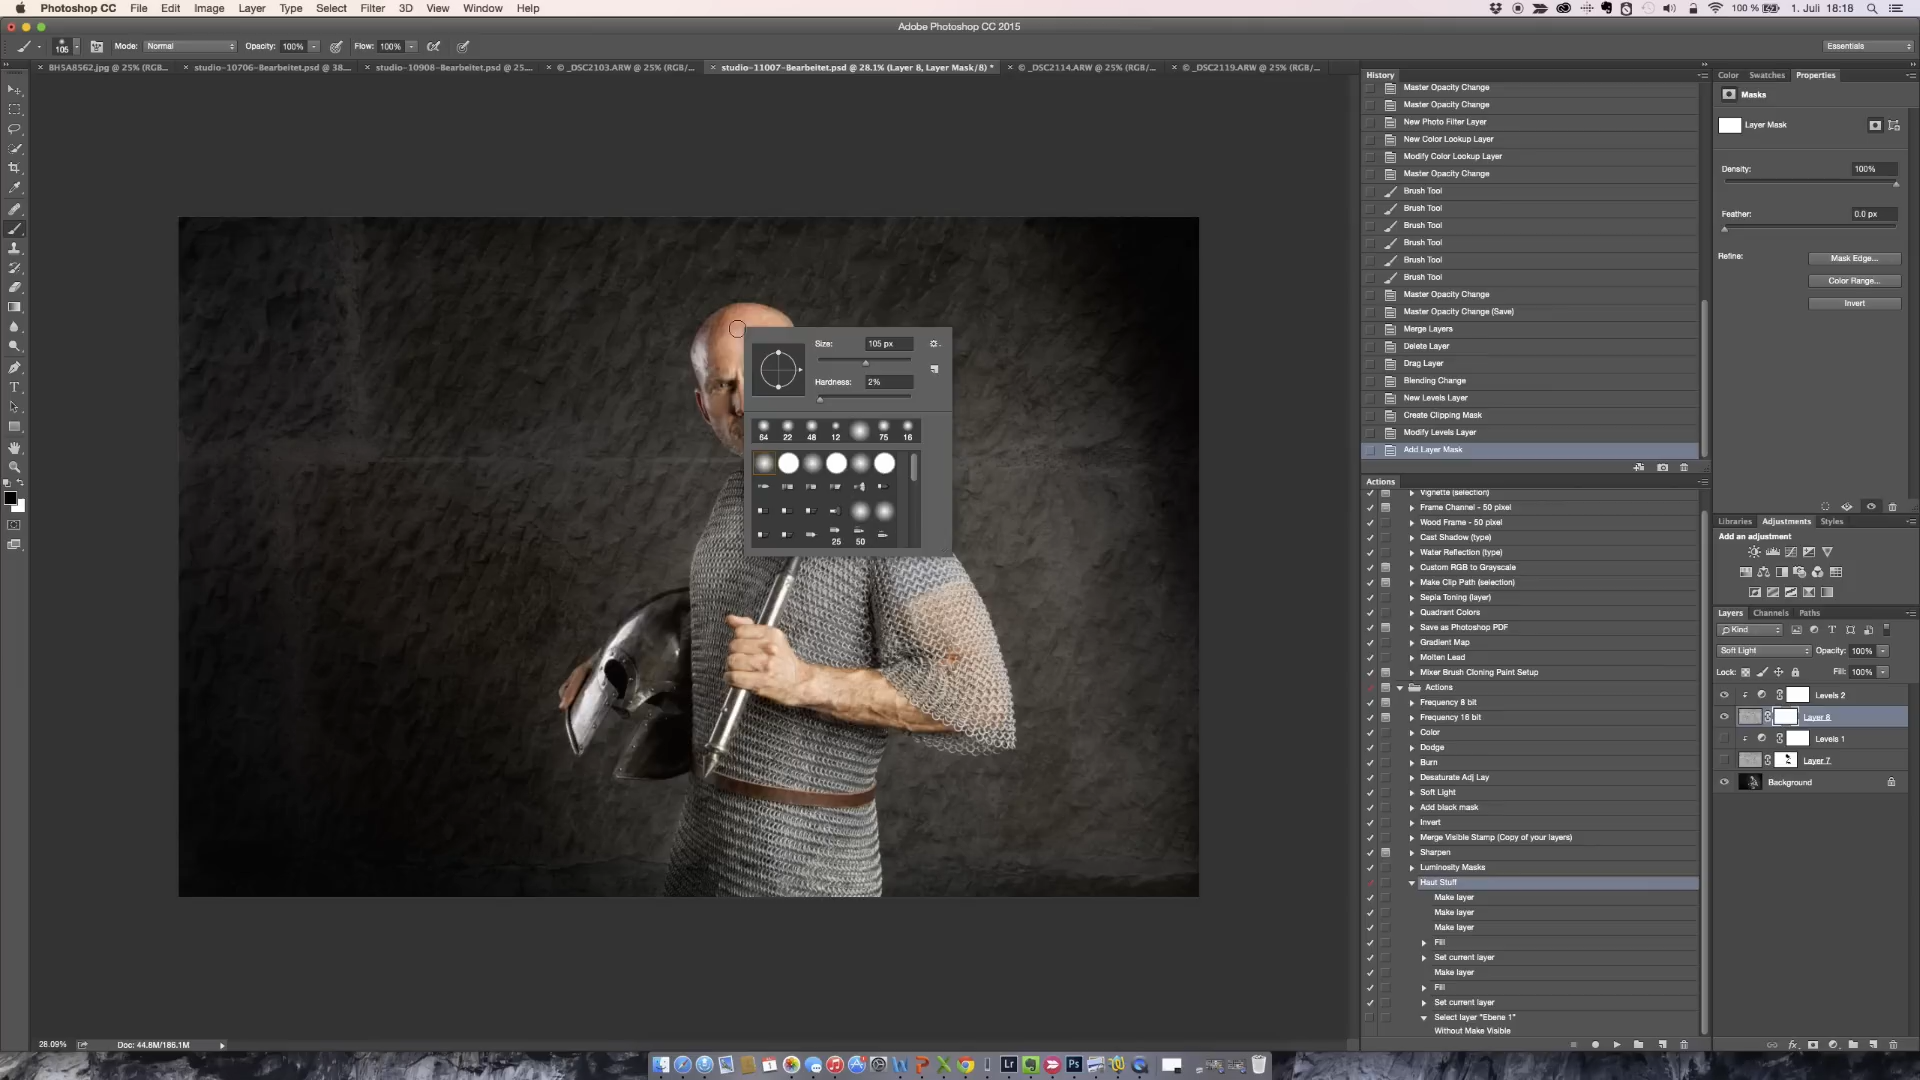 Photoshop CC File Edit Image Layer Type Select Filter 3D View Window Help 100 % 1. Juli 18:18
Adobe Photoshop CC 2015
105 Mode: Normal Opacity: 100% Flow: 100% Essentials
BH5A8562.jpg @ 25% (RGB... studio-10706-Bearbeitet.psd @ 38.... studio-10908-Bearbeitet.psd @ 25.... © _DSC2103.ARW @ 25% (RGB/... studio-11007-Bearbeitet.psd @ 28.1% (Layer 8, Layer Mask/8) * © _DSC2114.ARW @ 25% (RGB/... © _DSC2119.ARW @ 25% (RGB/...
History
Master Opacity Change
Master Opacity Change
New Photo Filter Layer
New Color Lookup Layer
Modify Color Lookup Layer
Master Opacity Change
Brush Tool
Brush Tool
Brush Tool
Brush Tool
Brush Tool
Brush Tool
Master Opacity Change
Master Opacity Change (Save)
Merge Layers
Delete Layer
Drag Layer
Blending Change
New Levels Layer
Create Clipping Mask
Modify Levels Layer
Add Layer Mask
Actions
Vignette (selection)
Frame Channel - 50 pixel
Wood Frame - 50 pixel
Cast Shadow (type)
Water Reflection (type)
Custom RGB to Grayscale
Make Clip Path (selection)
Sepia Toning (layer)
Quadrant Colors
Save as Photoshop PDF
Gradient Map
Molten Lead
Mixer Brush Cloning Paint Setup
Actions
Frequency 8 bit
Frequency 16 bit
Color
Dodge
Burn
Desaturate Adj Lay
Soft Light
Add black mask
Invert
Merge Visible Stamp (Copy of your layers)
Sharpen
Luminosity Masks
Haut Stuff
Make layer
Make layer
Make layer
Fill
Set current layer
Make layer
Fill
Set current layer
Select layer "Ebene 1"
Without Make Visible
Color Swatches Properties
Masks
Layer Mask
Density: 100%
Feather: 0.0 px
Refine: Mask Edge...
Color Range...
Invert
Libraries Adjustments Styles
Add an adjustment
Layers Channels Paths
Kind
Soft Light Opacity: 100%
Lock: Fill: 100%
Levels 2
Layer 8
Levels 1
Layer 7
Background
Size: 105 px
Hardness: 2%
64 22 48 12 75 16
25 50
28.09% Doc: 44.8M/186.1M
Lr Ps